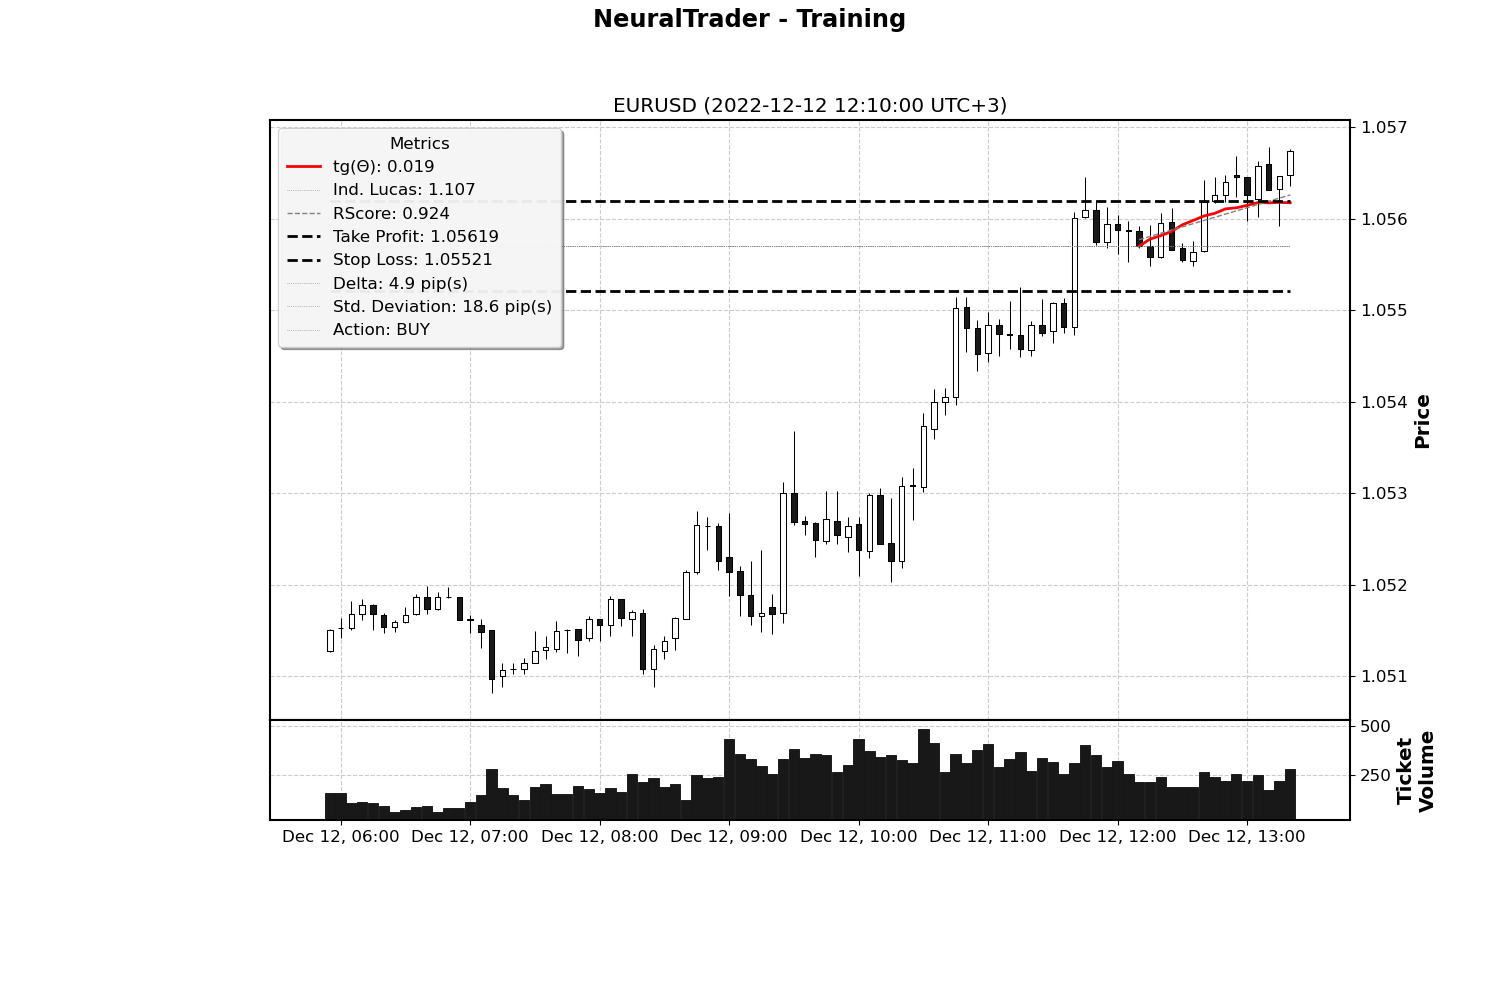 NeuralTrader - Training
EURUSD (2022-12-12 12:10:00 UTC+3)
Metrics
tg(Θ): 0.019
Ind. Lucas: 1.107
RScore: 0.924
Take Profit: 1.05619
Stop Loss: 1.05521
Delta: 4.9 pip(s)
Std. Deviation: 18.6 pip(s)
Action: BUY
1.057
1.056
1.055
1.054
1.053
1.052
1.051
Price
500
250
Ticket
Volume
Dec 12, 06:00 Dec 12, 07:00 Dec 12, 08:00 Dec 12, 09:00 Dec 12, 10:00 Dec 12, 11:00 Dec 12, 12:00 Dec 12, 13:00